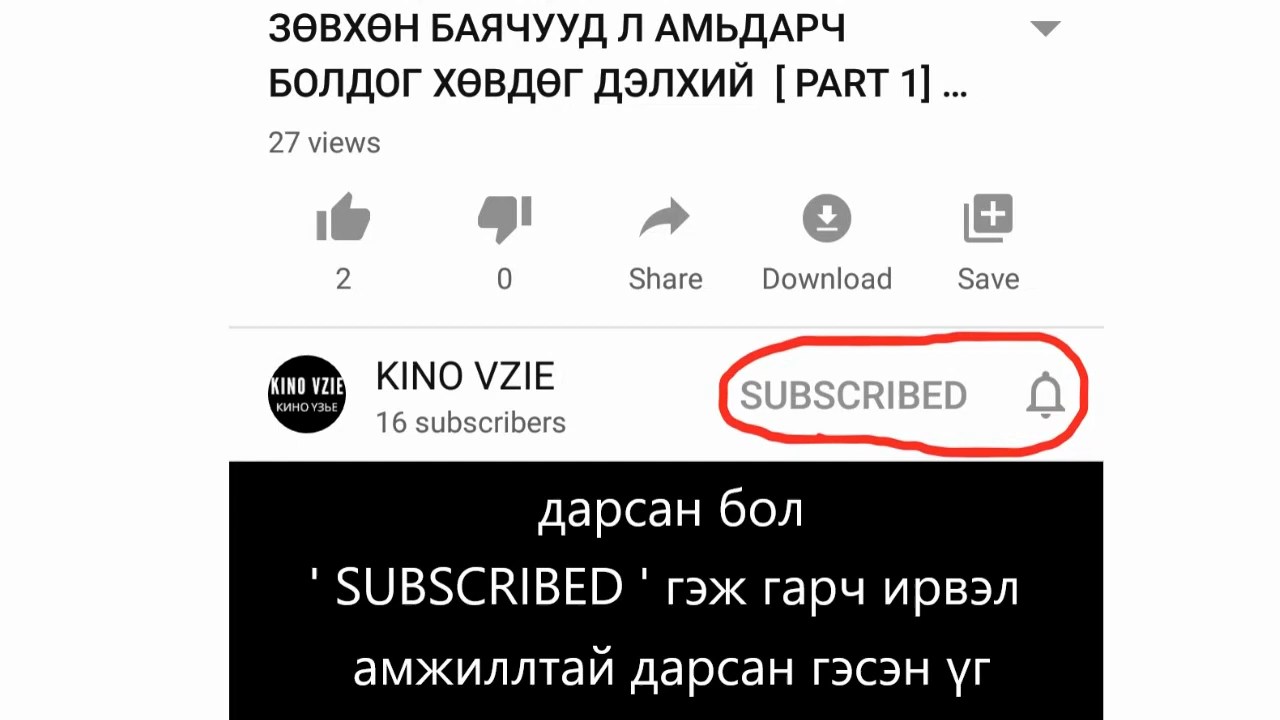 ЗӨВХӨН БАЯЧУУД Л АМЬДАРЧ
БОЛДОГ ХӨВДӨГ ДЭЛХИЙ [ PART 1] ...
27 views
2
0
Share
Download
Save
KINO VZIE
КИНО ҮЗЬЕ
KINO VZIE
16 subscribers
SUBSCRIBED
дарсан бол
' SUBSCRIBED ' гэж гарч ирвэл
амжиллтай дарсан гэсэн үг